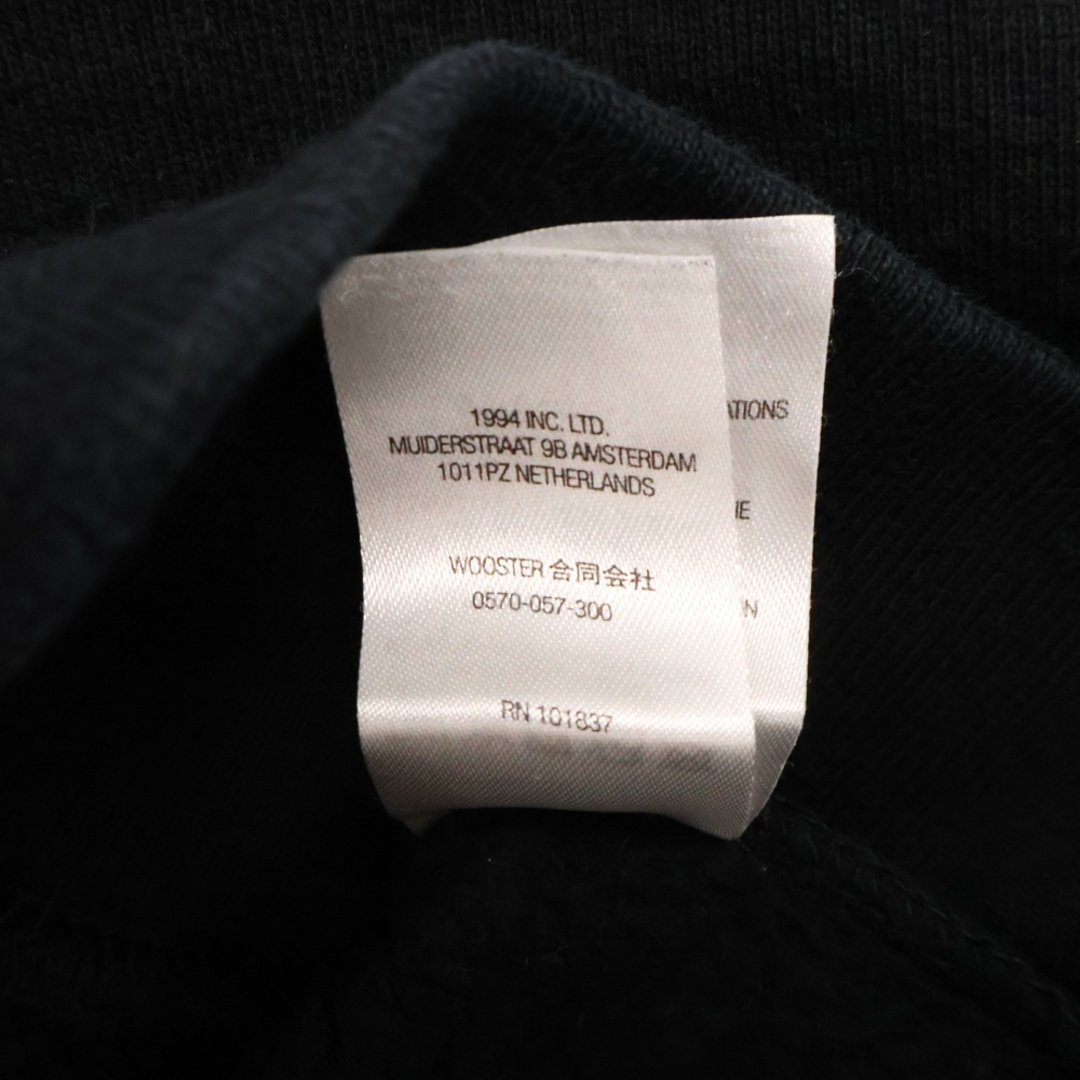 1994 INC. LTD.
MUIDERSTRAAT 9B AMSTERDAM
1011PZ NETHERLANDS
WOOSTER 合同会社
0570-057-300
RN 101837